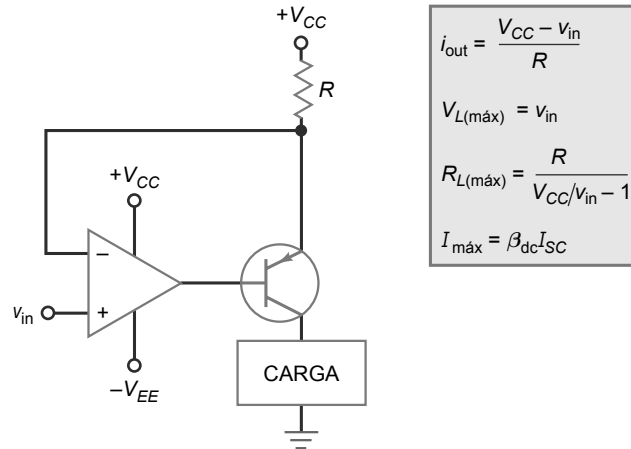 +V_CC
R
+V_CC
−
v_in
+
−V_EE
CARGA
i_out = (V_CC − v_in) / R
V_L(máx) = v_in
R_L(máx) = R / (V_CC/v_in − 1)
I_máx = β_dc I_SC